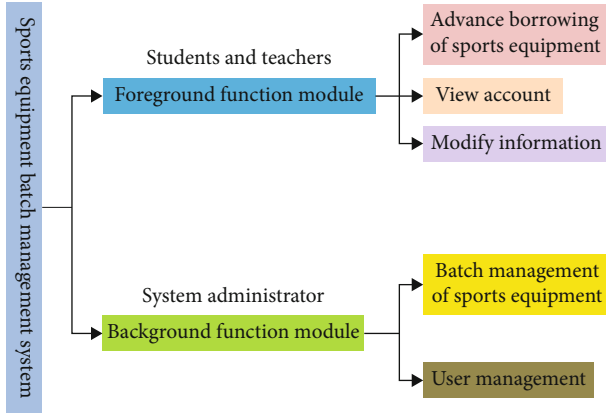 Sports equipment batch management system
Students and teachers
Foreground function module
Advance borrowing
of sports equipment
View account
Modify information
System administrator
Background function module
Batch management
of sports equipment
User management